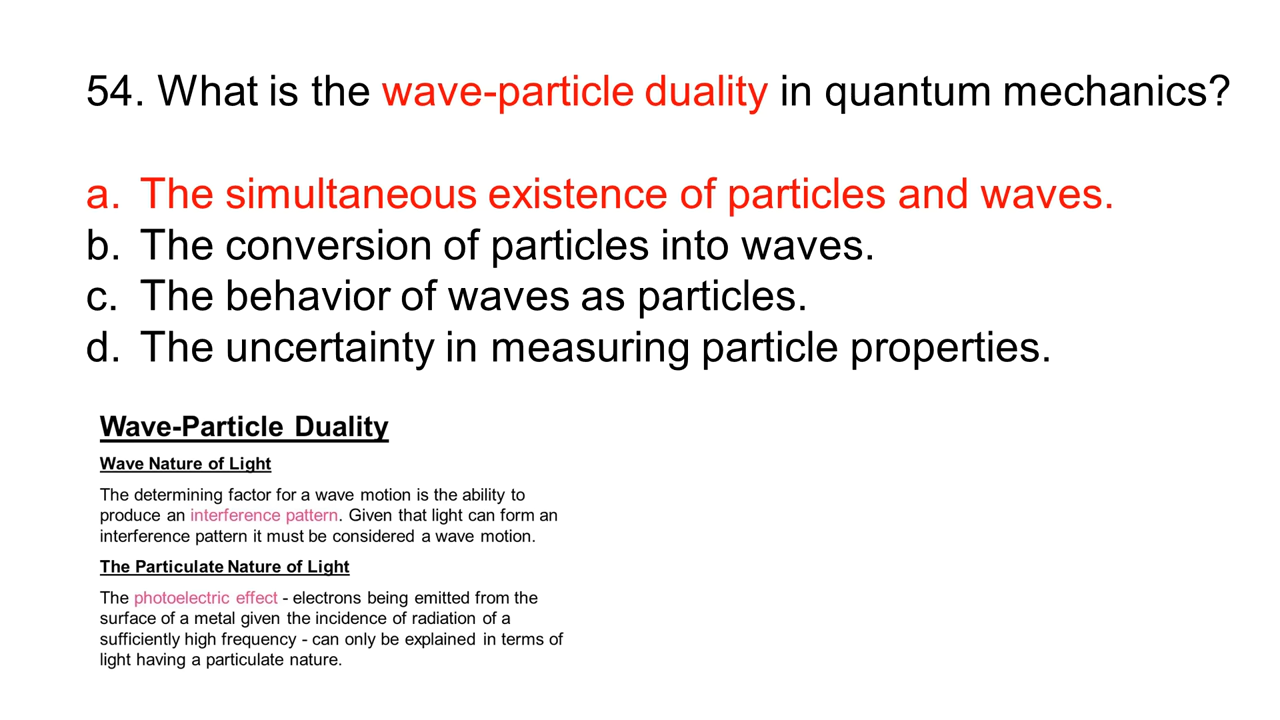 54. What is the wave-particle duality in quantum mechanics?
a. The simultaneous existence of particles and waves.
b. The conversion of particles into waves.
c. The behavior of waves as particles.
d. The uncertainty in measuring particle properties.
Wave-Particle Duality
Wave Nature of Light
The determining factor for a wave motion is the ability to
produce an interference pattern. Given that light can form an
interference pattern it must be considered a wave motion.
The Particulate Nature of Light
The photoelectric effect - electrons being emitted from the
surface of a metal given the incidence of radiation of a
sufficiently high frequency - can only be explained in terms of
light having a particulate nature.